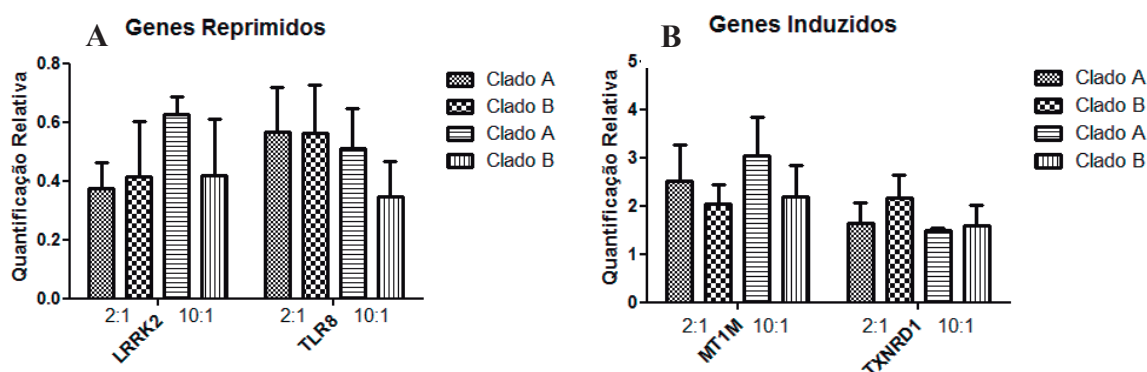 A Genes Reprimidos
Quantificação Relativa
0.8
0.6
0.4
0.2
0.0
2:1 10:1 2:1 10:1
LRRK2 TLR8
Clado A
Clado B
Clado A
Clado B
B Genes Induzidos
Quantificação Relativa
5
4
3
2
1
0
2:1 10:1 2:1 10:1
MT1M TXNRD1
Clado A
Clado B
Clado A
Clado B